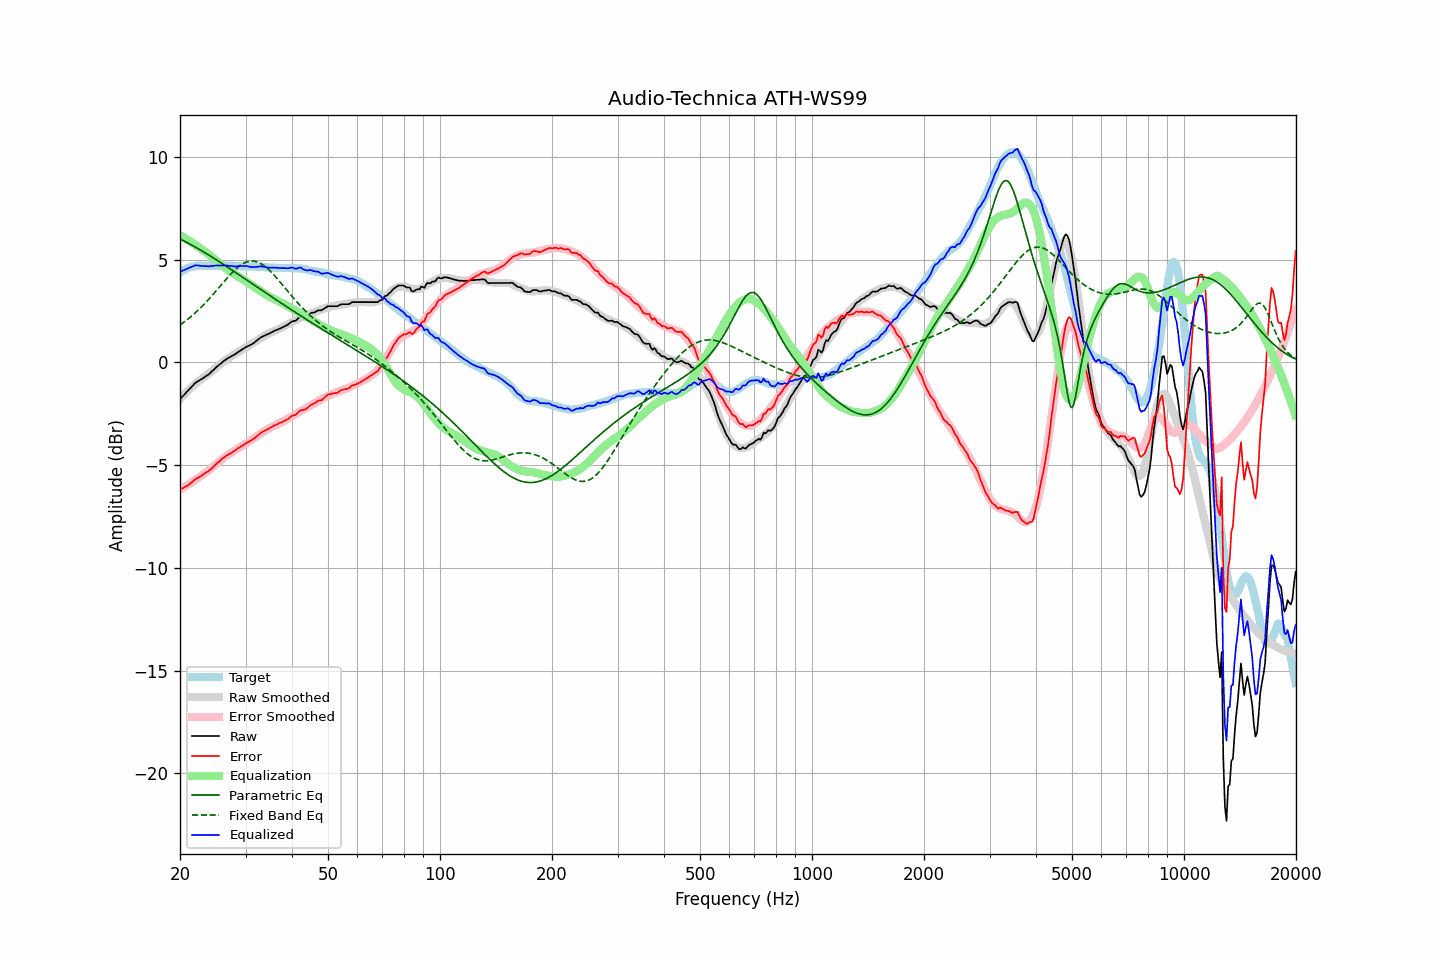 Audio-Technica ATH-WS99
10
5
0
−5
−10
−15
−20
Amplitude (dBr)
Target
Raw Smoothed
Error Smoothed
Raw
Error
Equalization
Parametric Eq
Fixed Band Eq
Equalized
20 50 100 200 500 1000 2000 5000 10000 20000
Frequency (Hz)